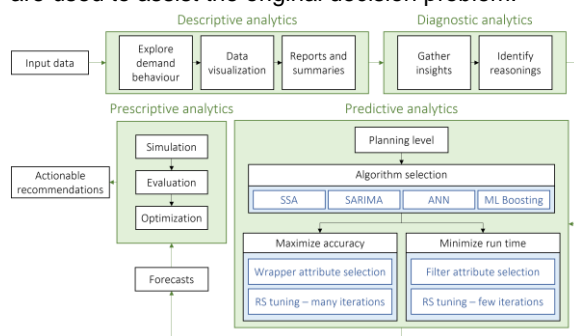 are used to assist the original decision problem.
Descriptive analytics
Diagnostic analytics
Input data
Explore
demand
behaviour
Data
visualization
Reports and
summaries
Gather
insights
Identify
reasonings
Prescriptive analytics
Predictive analytics
Simulation
Evaluation
Optimization
Actionable
recommendations
Forecasts
Planning level
Algorithm selection
SSA
SARIMA
ANN
ML Boosting
Maximize accuracy
Minimize run time
Wrapper attribute selection
Filter attribute selection
RS tuning – many iterations
RS tuning – few iterations